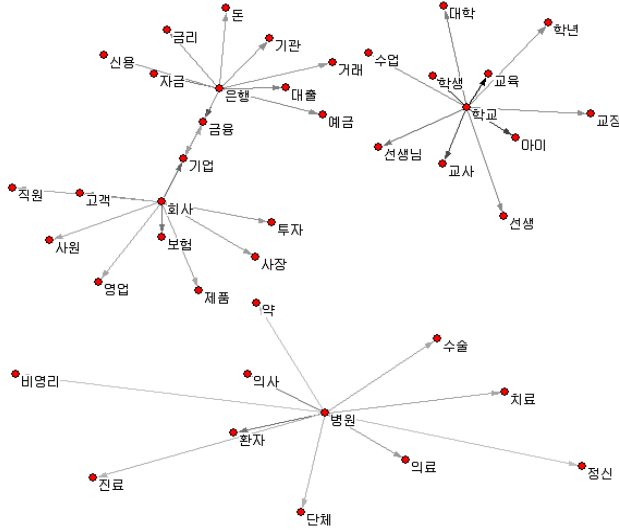 돈
대학
학년
금리
기관
수업
신용
거래
자금
학생
교육
은행
대출
학교
예금
교장
금융
마미
선생님
교사
기업
직원
고객
회사
선생
투자
사원
보험
사장
영업
제품
약
수술
비영리
의사
치료
병원
환자
의료
정신
진료
단체